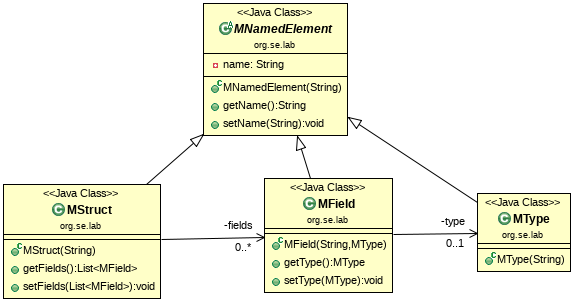 <<Java Class>>
MNamedElement
org.se.lab
name: String
MNamedElement(String)
getName():String
setName(String):void
<<Java Class>>
MStruct
org.se.lab
MStruct(String)
getFields():List<MField>
setFields(List<MField>):void
-fields
0..*
<<Java Class>>
MField
org.se.lab
MField(String,MType)
getType():MType
setType(MType):void
-type
0..1
<<Java Class>>
MType
org.se.lab
MType(String)